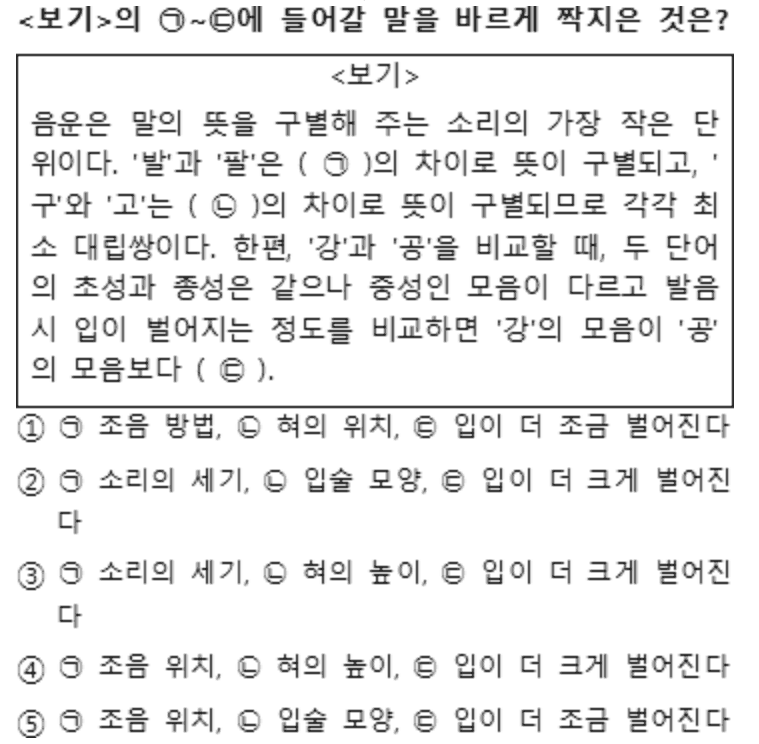 <보기>의 ㉠~㉢에 들어갈 말을 바르게 짝지은 것은?
<보기>
음운은 말의 뜻을 구별해 주는 소리의 가장 작은 단
위이다. '발'과 '팔'은 ( ㉠ )의 차이로 뜻이 구별되고, '
구'와 '고'는 ( ㉡ )의 차이로 뜻이 구별되므로 각각 최
소 대립쌍이다. 한편, '강'과 '공'을 비교할 때, 두 단어
의 초성과 종성은 같으나 중성인 모음이 다르고 발음
시 입이 벌어지는 정도를 비교하면 '강'의 모음이 '공'
의 모음보다 ( ㉢ ).
① ㉠ 조음 방법, ㉡ 혀의 위치, ㉢ 입이 더 조금 벌어진다
② ㉠ 소리의 세기, ㉡ 입술 모양, ㉢ 입이 더 크게 벌어진
다
③ ㉠ 소리의 세기, ㉡ 혀의 높이, ㉢ 입이 더 크게 벌어진
다
④ ㉠ 조음 위치, ㉡ 혀의 높이, ㉢ 입이 더 크게 벌어진다
⑤ ㉠ 조음 위치, ㉡ 입술 모양, ㉢ 입이 더 조금 벌어진다